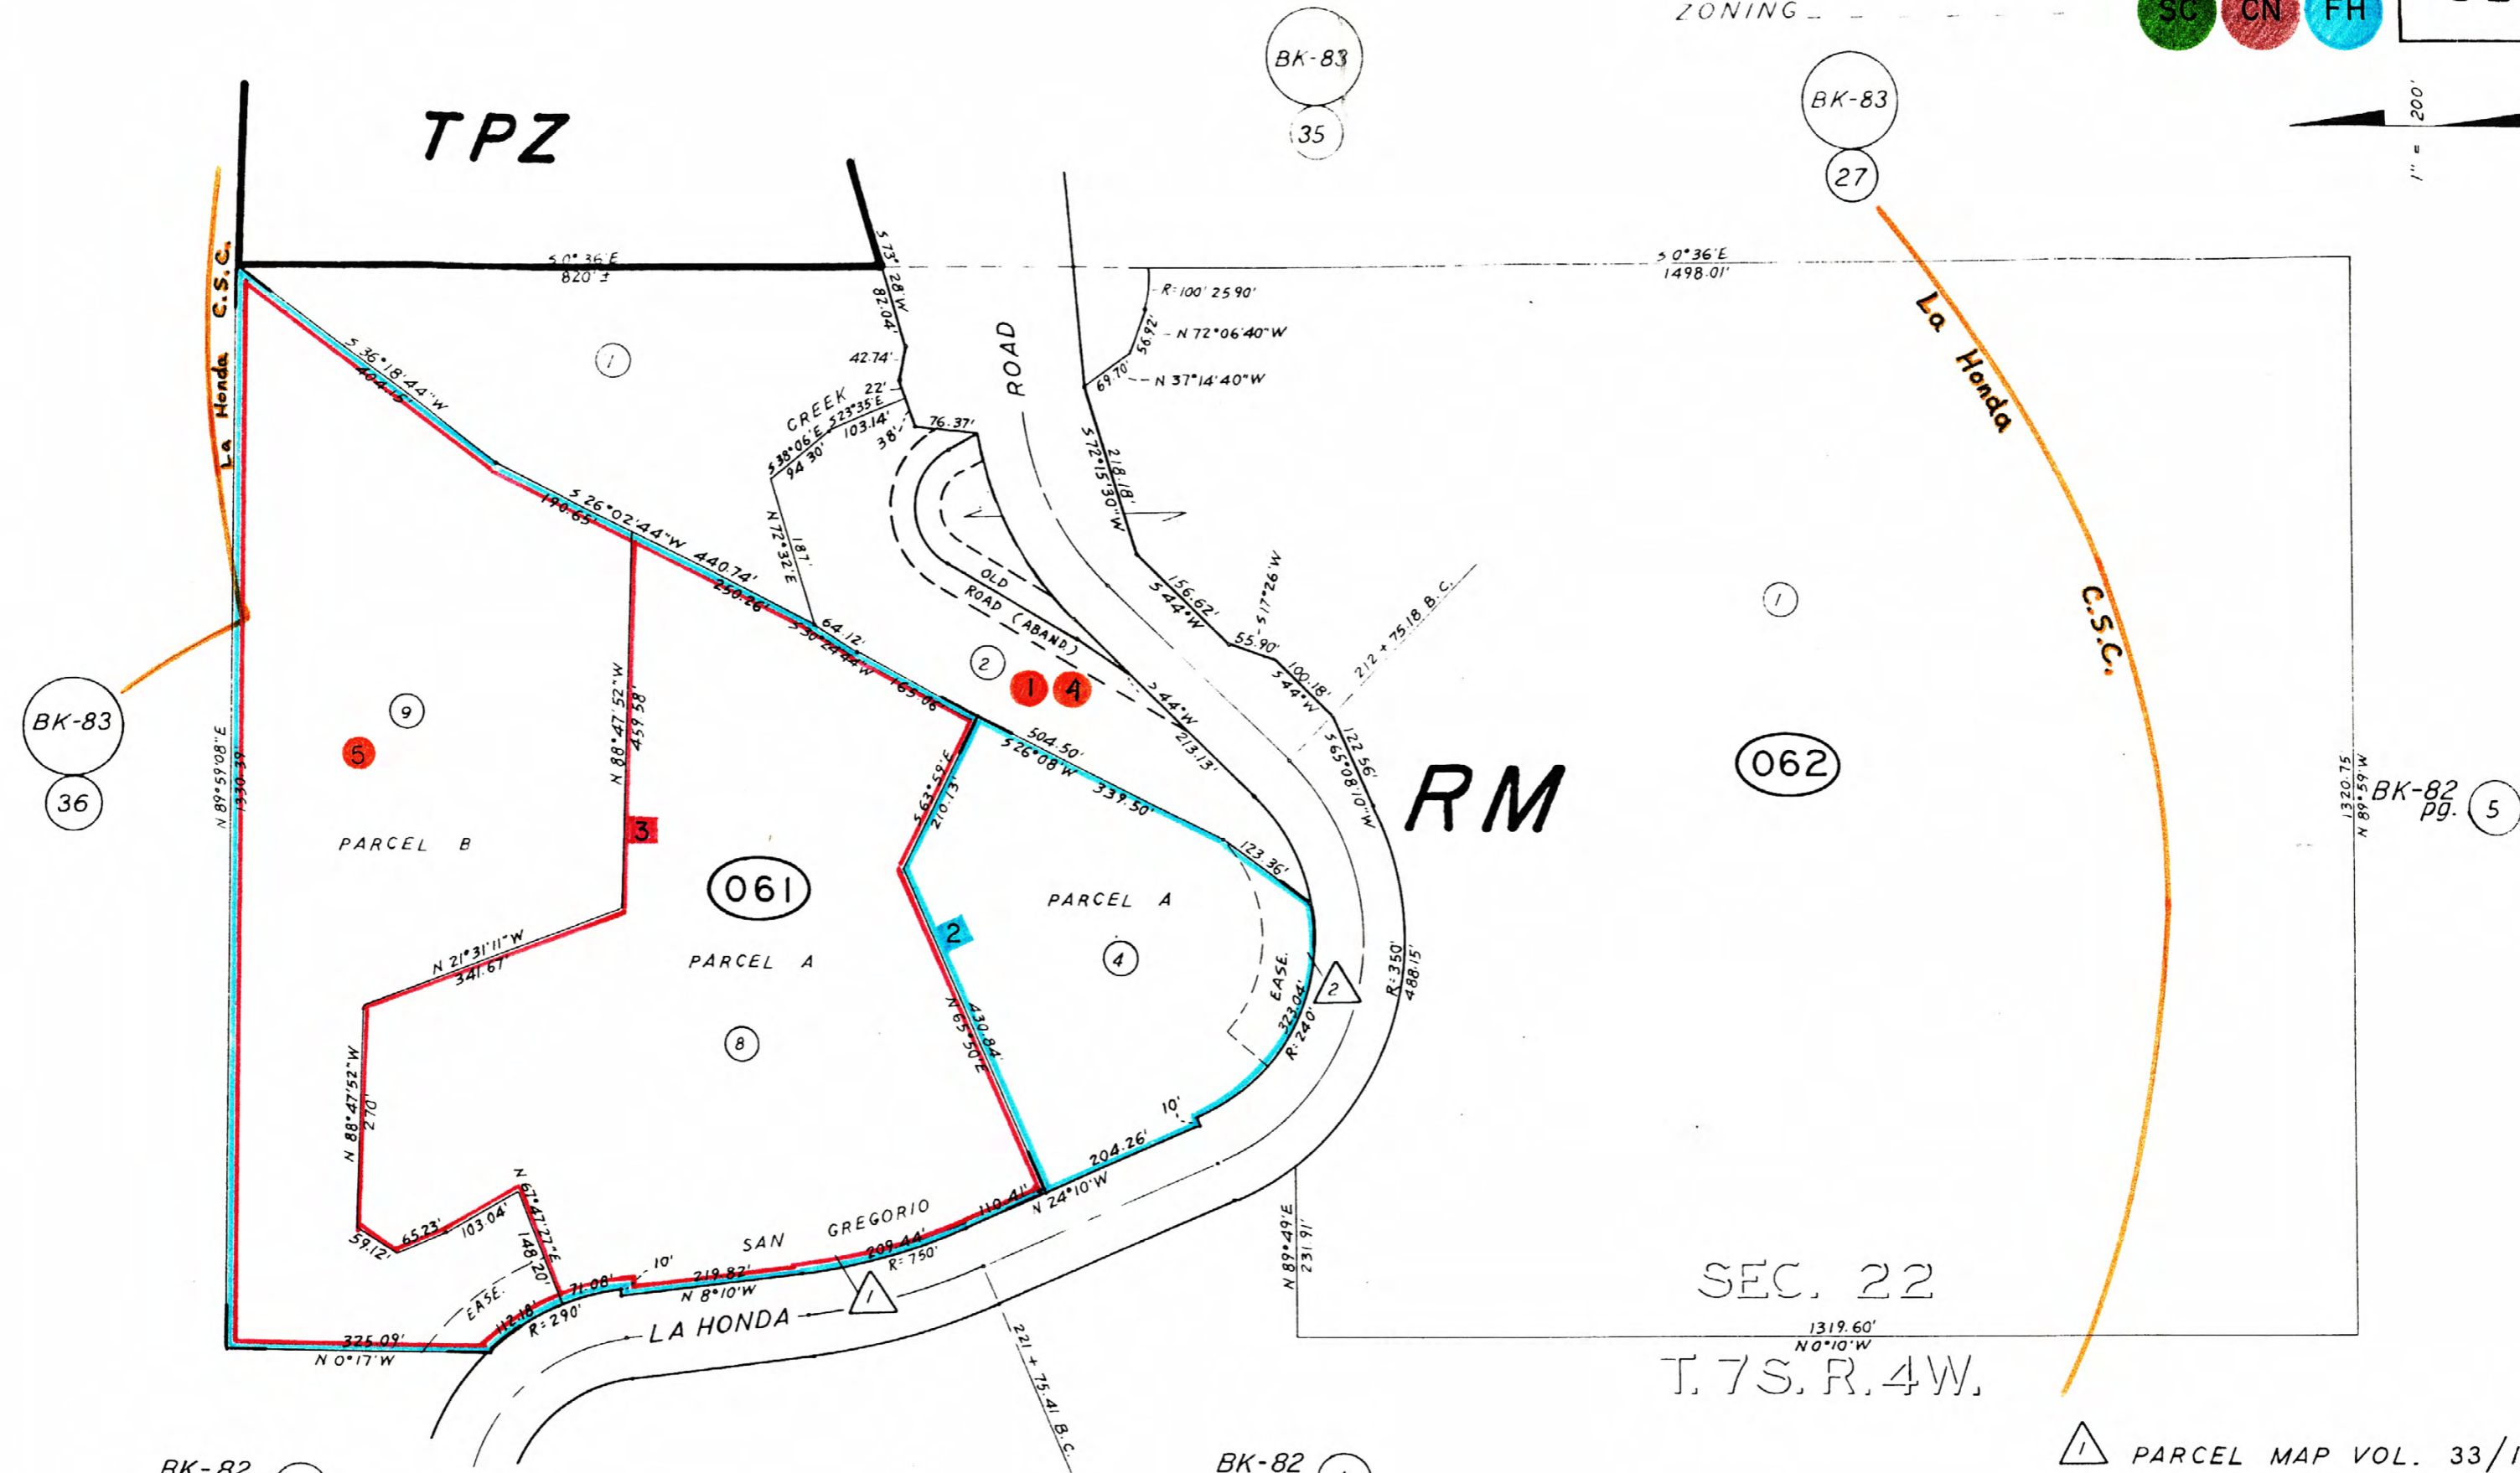 ZONING
SC CN FH
BK-83
35
BK-83
27
1" = 200'
TPZ
La Honda C.S.C.
S 0° 36'E
820' ±
S 73° 28'W
82.04'
S 0°36'E
1498.01'
R=100' 25 90'
56.92'
N 72°06'40"W
69.70'
N 37°14'40"W
42.74'
22'
CREEK
S 23°35'E
103.14'
38'
S 38°06'E
94.30'
76.37'
ROAD
La Honda C.S.C.
S 36°18'44"W
404.15'
1
S 72°15'30"W
218.18'
S 26°02'44"W
190.65'
440.74'
250.26'
N 72°32'E
187'
OLD
ROAD (ABAND.)
156.62'
S 44°W
55.90'
S 17°26'W
100.18'
S 44°W
212 + 75.18 B.C.
1
64.12'
S 30°24'44"W
165.06'
2
1 4
S 44°W
213.13'
122.56'
S 65°08'10"W
BK-83
36
9
5
N 89°59'08"E
1330.39'
N 88°47'52"W
459.58'
S 63°59'E
210.13'
504.50'
S 26°08'W
339.50'
123.36'
RM
062
1320.75
N 89°59'W
BK-82
pg. 5
PARCEL B
3
061
PARCEL A
8
2
PARCEL A
4
EASE.
323.04'
R=240'
2
R=350'
488.15'
N 21°31'11"W
341.67'
N 65°50'E
430.84'
N 88°47'52"W
270'
10'
204.26'
N 24°10'W
59.12'
65.23'
103.04'
N 67°47'27"E
148.20'
EASE.
112.18'
R=290'
71.08'
10'
219.82'
N 8°10'W
SAN GREGORIO
209.44'
R=750'
110.41'
1
LA HONDA
325.09'
N 0°17'W
N 89°49'E
231.91'
SEC. 22
1319.60'
N 0°10'W
T. 7S. R. 4W.
221 + 75.41 B.C.
BK-82
BK-82
1 PARCEL MAP VOL. 33/